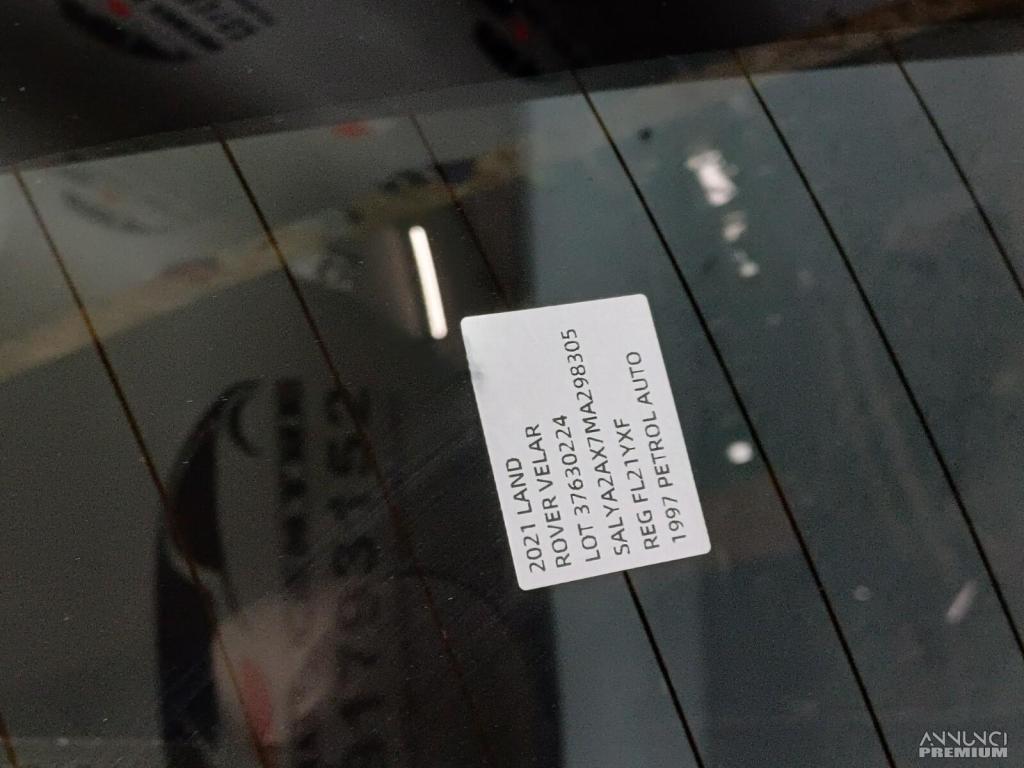 2021 LAND
ROVER VELAR
LOT 37630224
SALYA2AX7MA298305
REG FL21YXF
1997 PETROL AUTO
ANNUNCI
PREMIUM